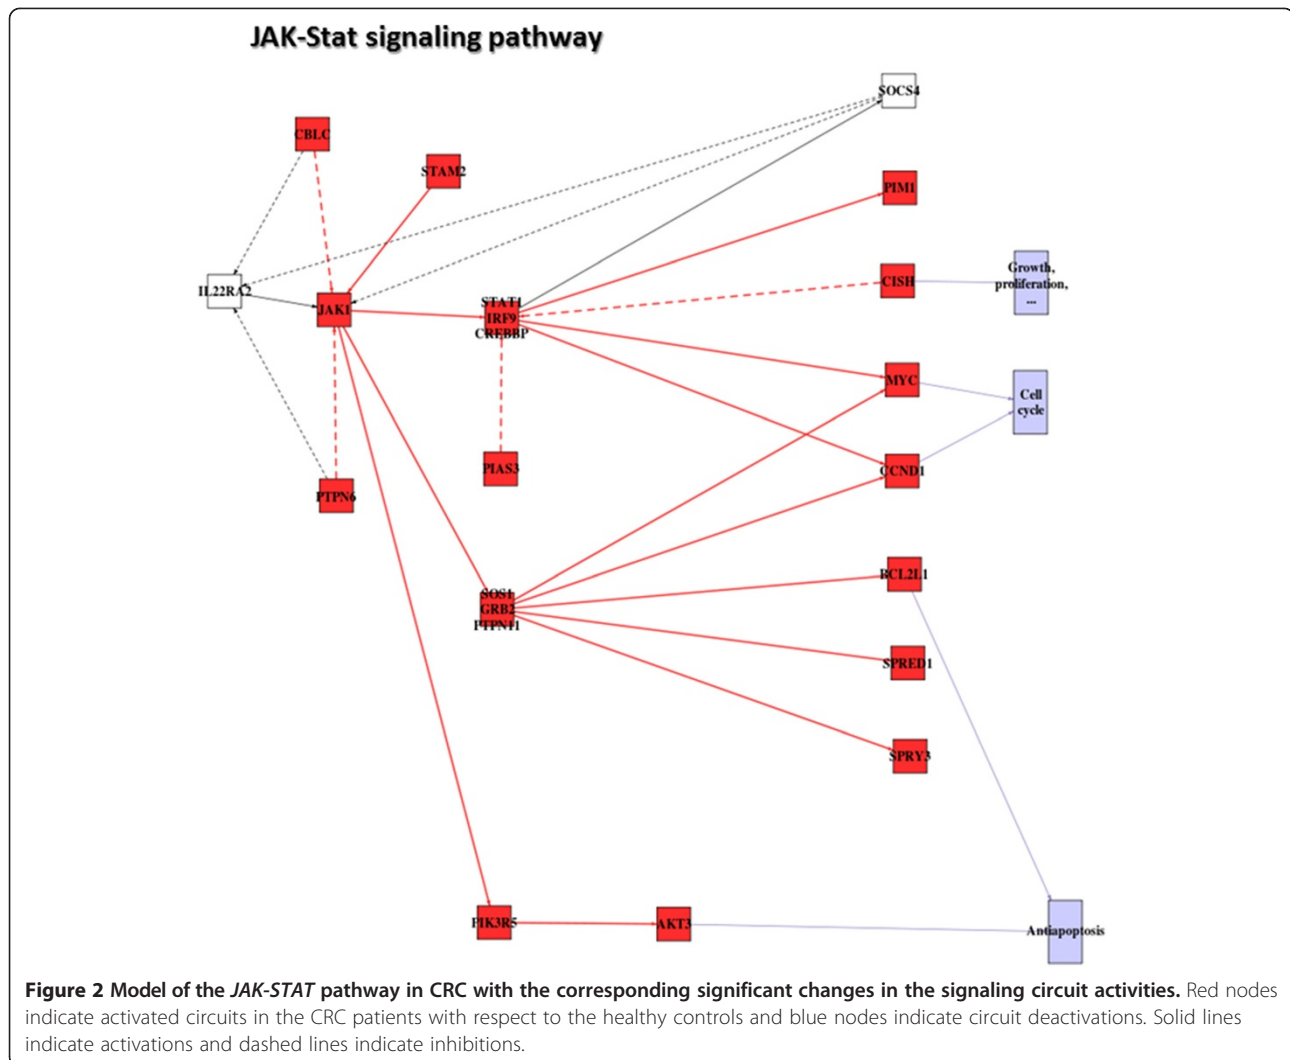 JAK-Stat signaling pathway
SOCS4
CBLC
STAM2
PIM1
IL22RA2
JAK1
STAT1
IRF9
CREBBP
CISH
Growth,
proliferation,
...
MYC
Cell
cycle
PIAS3
CCND1
PTPN6
BCL2L1
SOS1
GRB2
PTPN11
SPRED1
SPRY3
PIK3R5
AKT3
Antiapoptosis
Figure 2 Model of the JAK-STAT pathway in CRC with the corresponding significant changes in the signaling circuit activities. Red nodes
indicate activated circuits in the CRC patients with respect to the healthy controls and blue nodes indicate circuit deactivations. Solid lines
indicate activations and dashed lines indicate inhibitions.